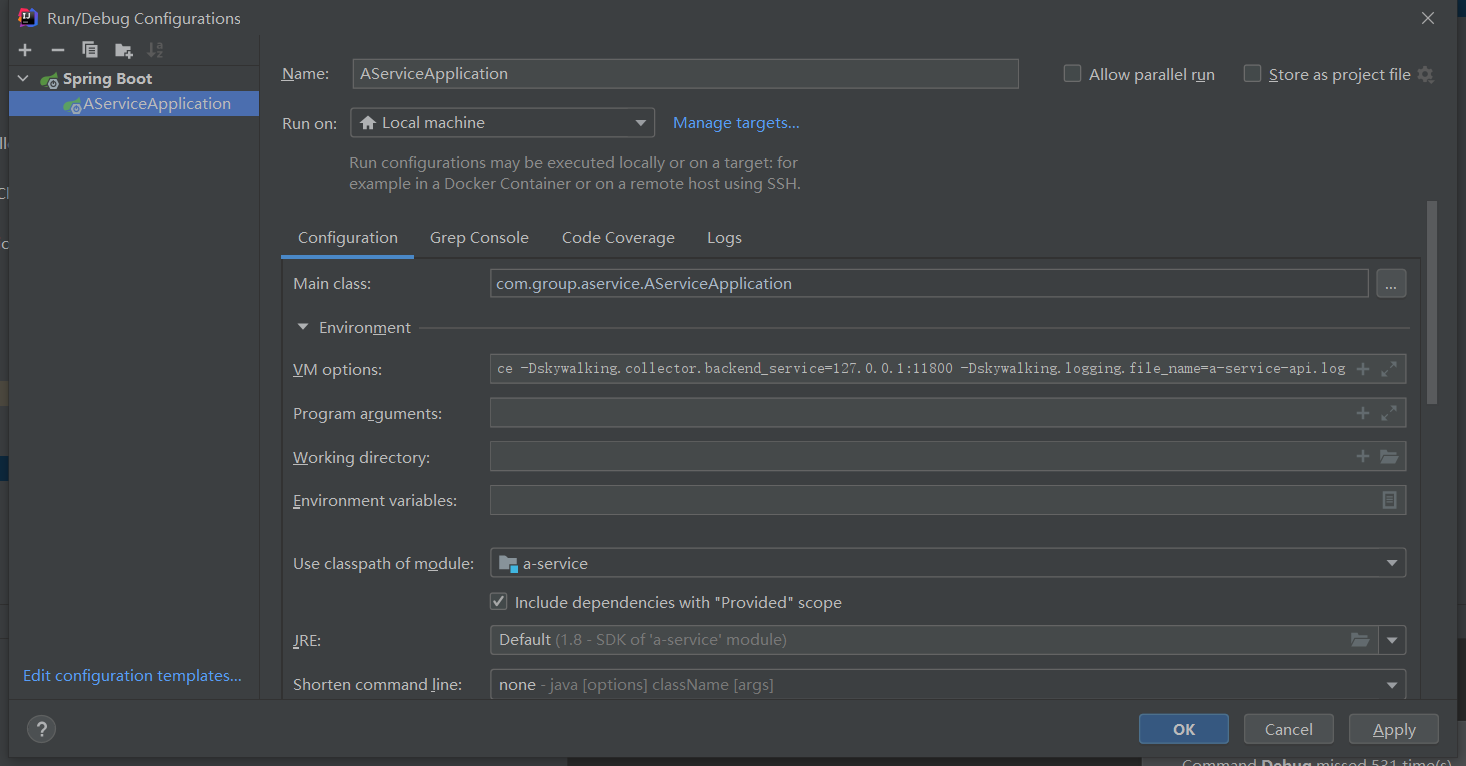 Run/Debug Configurations
Spring Boot
AServiceApplication
Edit configuration templates...
Name: AServiceApplication
Allow parallel run
Store as project file
Run on: Local machine Manage targets...
Run configurations may be executed locally or on a target: for
example in a Docker Container or on a remote host using SSH.
Configuration Grep Console Code Coverage Logs
Main class: com.group.aservice.AServiceApplication ...
Environment
VM options: ce -Dskywalking.collector.backend_service=127.0.0.1:11800 -Dskywalking.logging.file_name=a-service-api.log
Program arguments:
Working directory:
Environment variables:
Use classpath of module: a-service
Include dependencies with "Provided" scope
JRE: Default (1.8 - SDK of 'a-service' module)
Shorten command line: none - java [options] className [args]
? OK Cancel Apply
Command Debug missed 531 time(s)